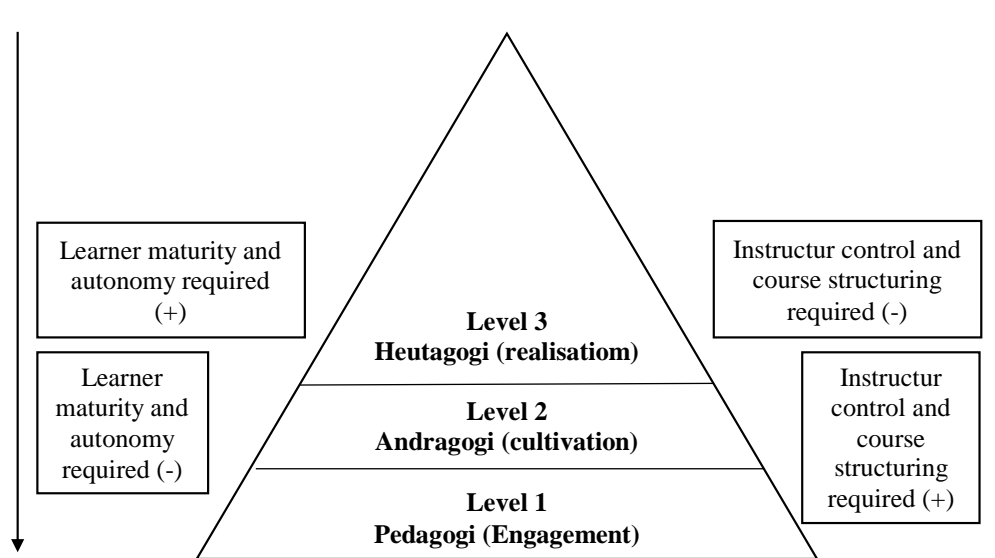 Learner maturity and
autonomy required
(+)
Instructur control and
course structuring
required (-)
Level 3
Heutagogi (realisatiom)
Learner
maturity and
autonomy
required (-)
Instructur
control and
course
structuring
required (+)
Level 2
Andragogi (cultivation)
Level 1
Pedagogi (Engagement)